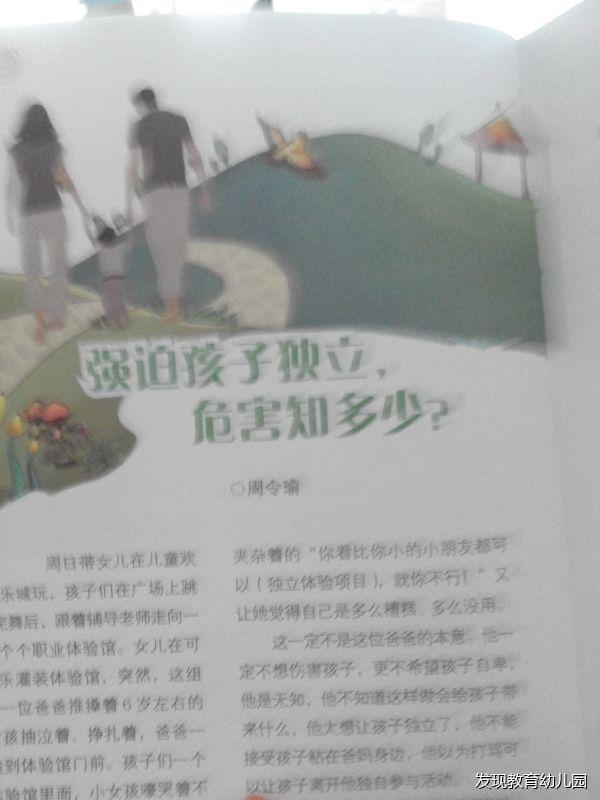 强迫孩子独立，
危害知多少？
○周令瑜
周日带女儿在儿童欢
乐城玩，孩子们在广场上跳
完舞后，跟着辅导老师走向一
个个职业体验馆。女儿在可
乐灌装体验馆，突然，这组
一位爸爸推搡着6岁左右的
孩抽泣着、挣扎着，爸爸一
到体验馆门前。孩子们一个
验馆里面，小女孩嚎哭着不
夹杂着的“你看比你小的小朋友都可
以（独立体验项目），就你不行！”又
让她觉得自己是多么糟糕、多么没用。
这一定不是这位爸爸的本意。他一
定不想伤害孩子，更不希望孩子自卑，
他是无知，他不知道这样做会给孩子带
来什么，他太想让孩子独立了，他不能
接受孩子粘在爸妈身边，他以为打骂可
以让孩子离开他独自参与活动。
发现教育幼儿园